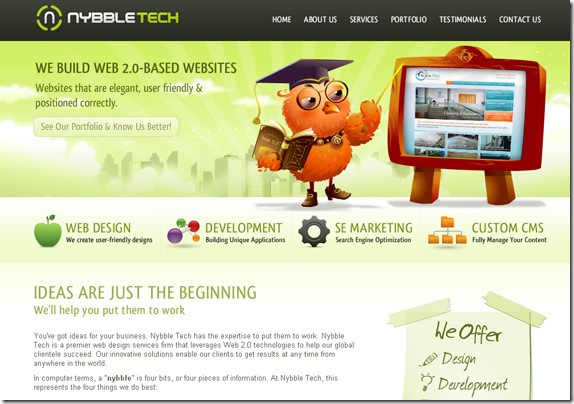 NYBBLETECH
HOME ABOUT US SERVICES PORTFOLIO TESTIMONIALS CONTACT US
WE BUILD WEB 2.0-BASED WEBSITES
Websites that are elegant, user friendly &
positioned correctly.
See Our Portfolio & Know Us Better!
WEB DESIGN
We create user-friendly designs
DEVELOPMENT
Building Unique Applications
SE MARKETING
Search Engine Optimization
CUSTOM CMS
Fully Manage Your Content
IDEAS ARE JUST THE BEGINNING
We'll help you put them to work
You've got ideas for your business. Nybble Tech has the expertise to put them to work. Nybble
Tech is a premier web design services firm that leverages Web 2.0 technologies to help our global
clientele succeed. Our innovative solutions enable our clients to get results at any time from
anywhere in the world.
In computer terms, a "nybble" is four bits, or four pieces of information. At Nybble Tech, this
represents the four things we do best:
We Offer
Design
Development